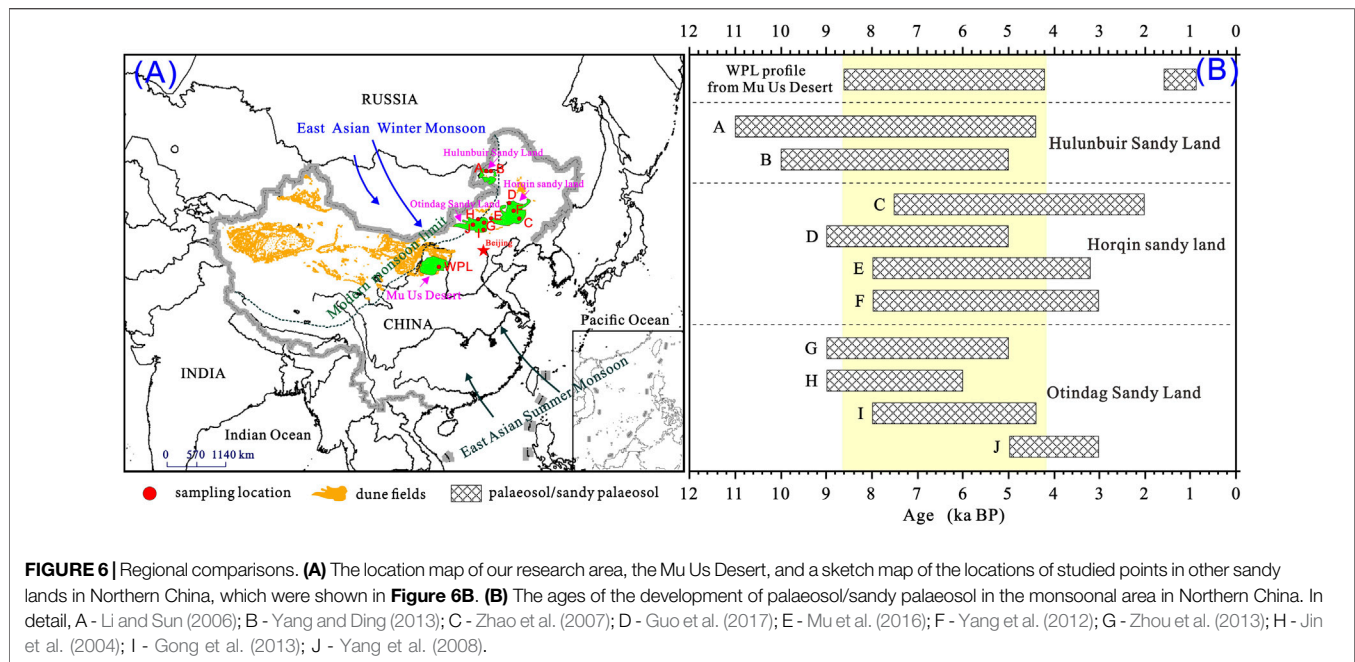 (A)
RUSSIA
East Asian Winter Monsoon
Hulunbuir Sandy Land
A
B
Horqin sandy land
D
Otindag Sandy Land
F
H
E
C
J
G
I
Beijing
Modern monsoon limit
WPL
Mu Us Desert
CHINA
Pacific Ocean
INDIA
East Asian Summer Monsoon
Indian Ocean
0 570 1140 km
sampling location
dune fields
palaeosol/sandy palaeosol
12 11 10 9 8 7 6 5 4 3 2 1 0
(B)
WPL profile
from Mu Us Desert
A
Hulunbuir Sandy Land
B
C
D
Horqin sandy land
E
F
G
H
Otindag Sandy Land
I
J
12 11 10 9 8 7 6 5 4 3 2 1 0
Age (ka BP)
FIGURE 6 | Regional comparisons. (A) The location map of our research area, the Mu Us Desert, and a sketch map of the locations of studied points in other sandy
lands in Northern China, which were shown in Figure 6B. (B) The ages of the development of palaeosol/sandy palaeosol in the monsoonal area in Northern China. In
detail, A - Li and Sun (2006); B - Yang and Ding (2013); C - Zhao et al. (2007); D - Guo et al. (2017); E - Mu et al. (2016); F - Yang et al. (2012); G - Zhou et al. (2013); H - Jin
et al. (2004); I - Gong et al. (2013); J - Yang et al. (2008).